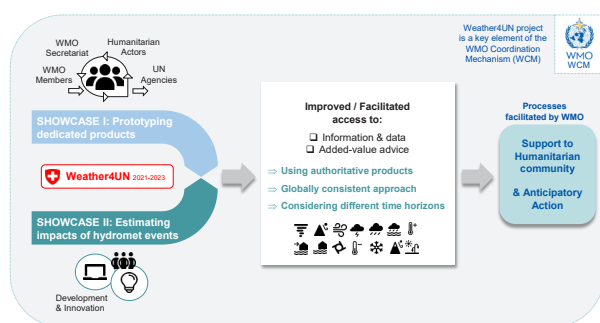 WMO
Secretariat
Humanitarian
Actors
WMO
Members
UN
Agencies
SHOWCASE I: Prototyping
dedicated products
Weather4UN 2021-2023
SHOWCASE II: Estimating
impacts of hydromet events
Development
& Innovation
Improved / Facilitated
access to:
Information & data
Added-value advice
Using authoritative products
Globally consistent approach
Considering different time horizons
Weather4UN project
is a key element of the
WMO Coordination
Mechanism (WCM)
WMO
WCM
Processes
facilitated by WMO
Support to
Humanitarian
community
& Anticipatory
Action